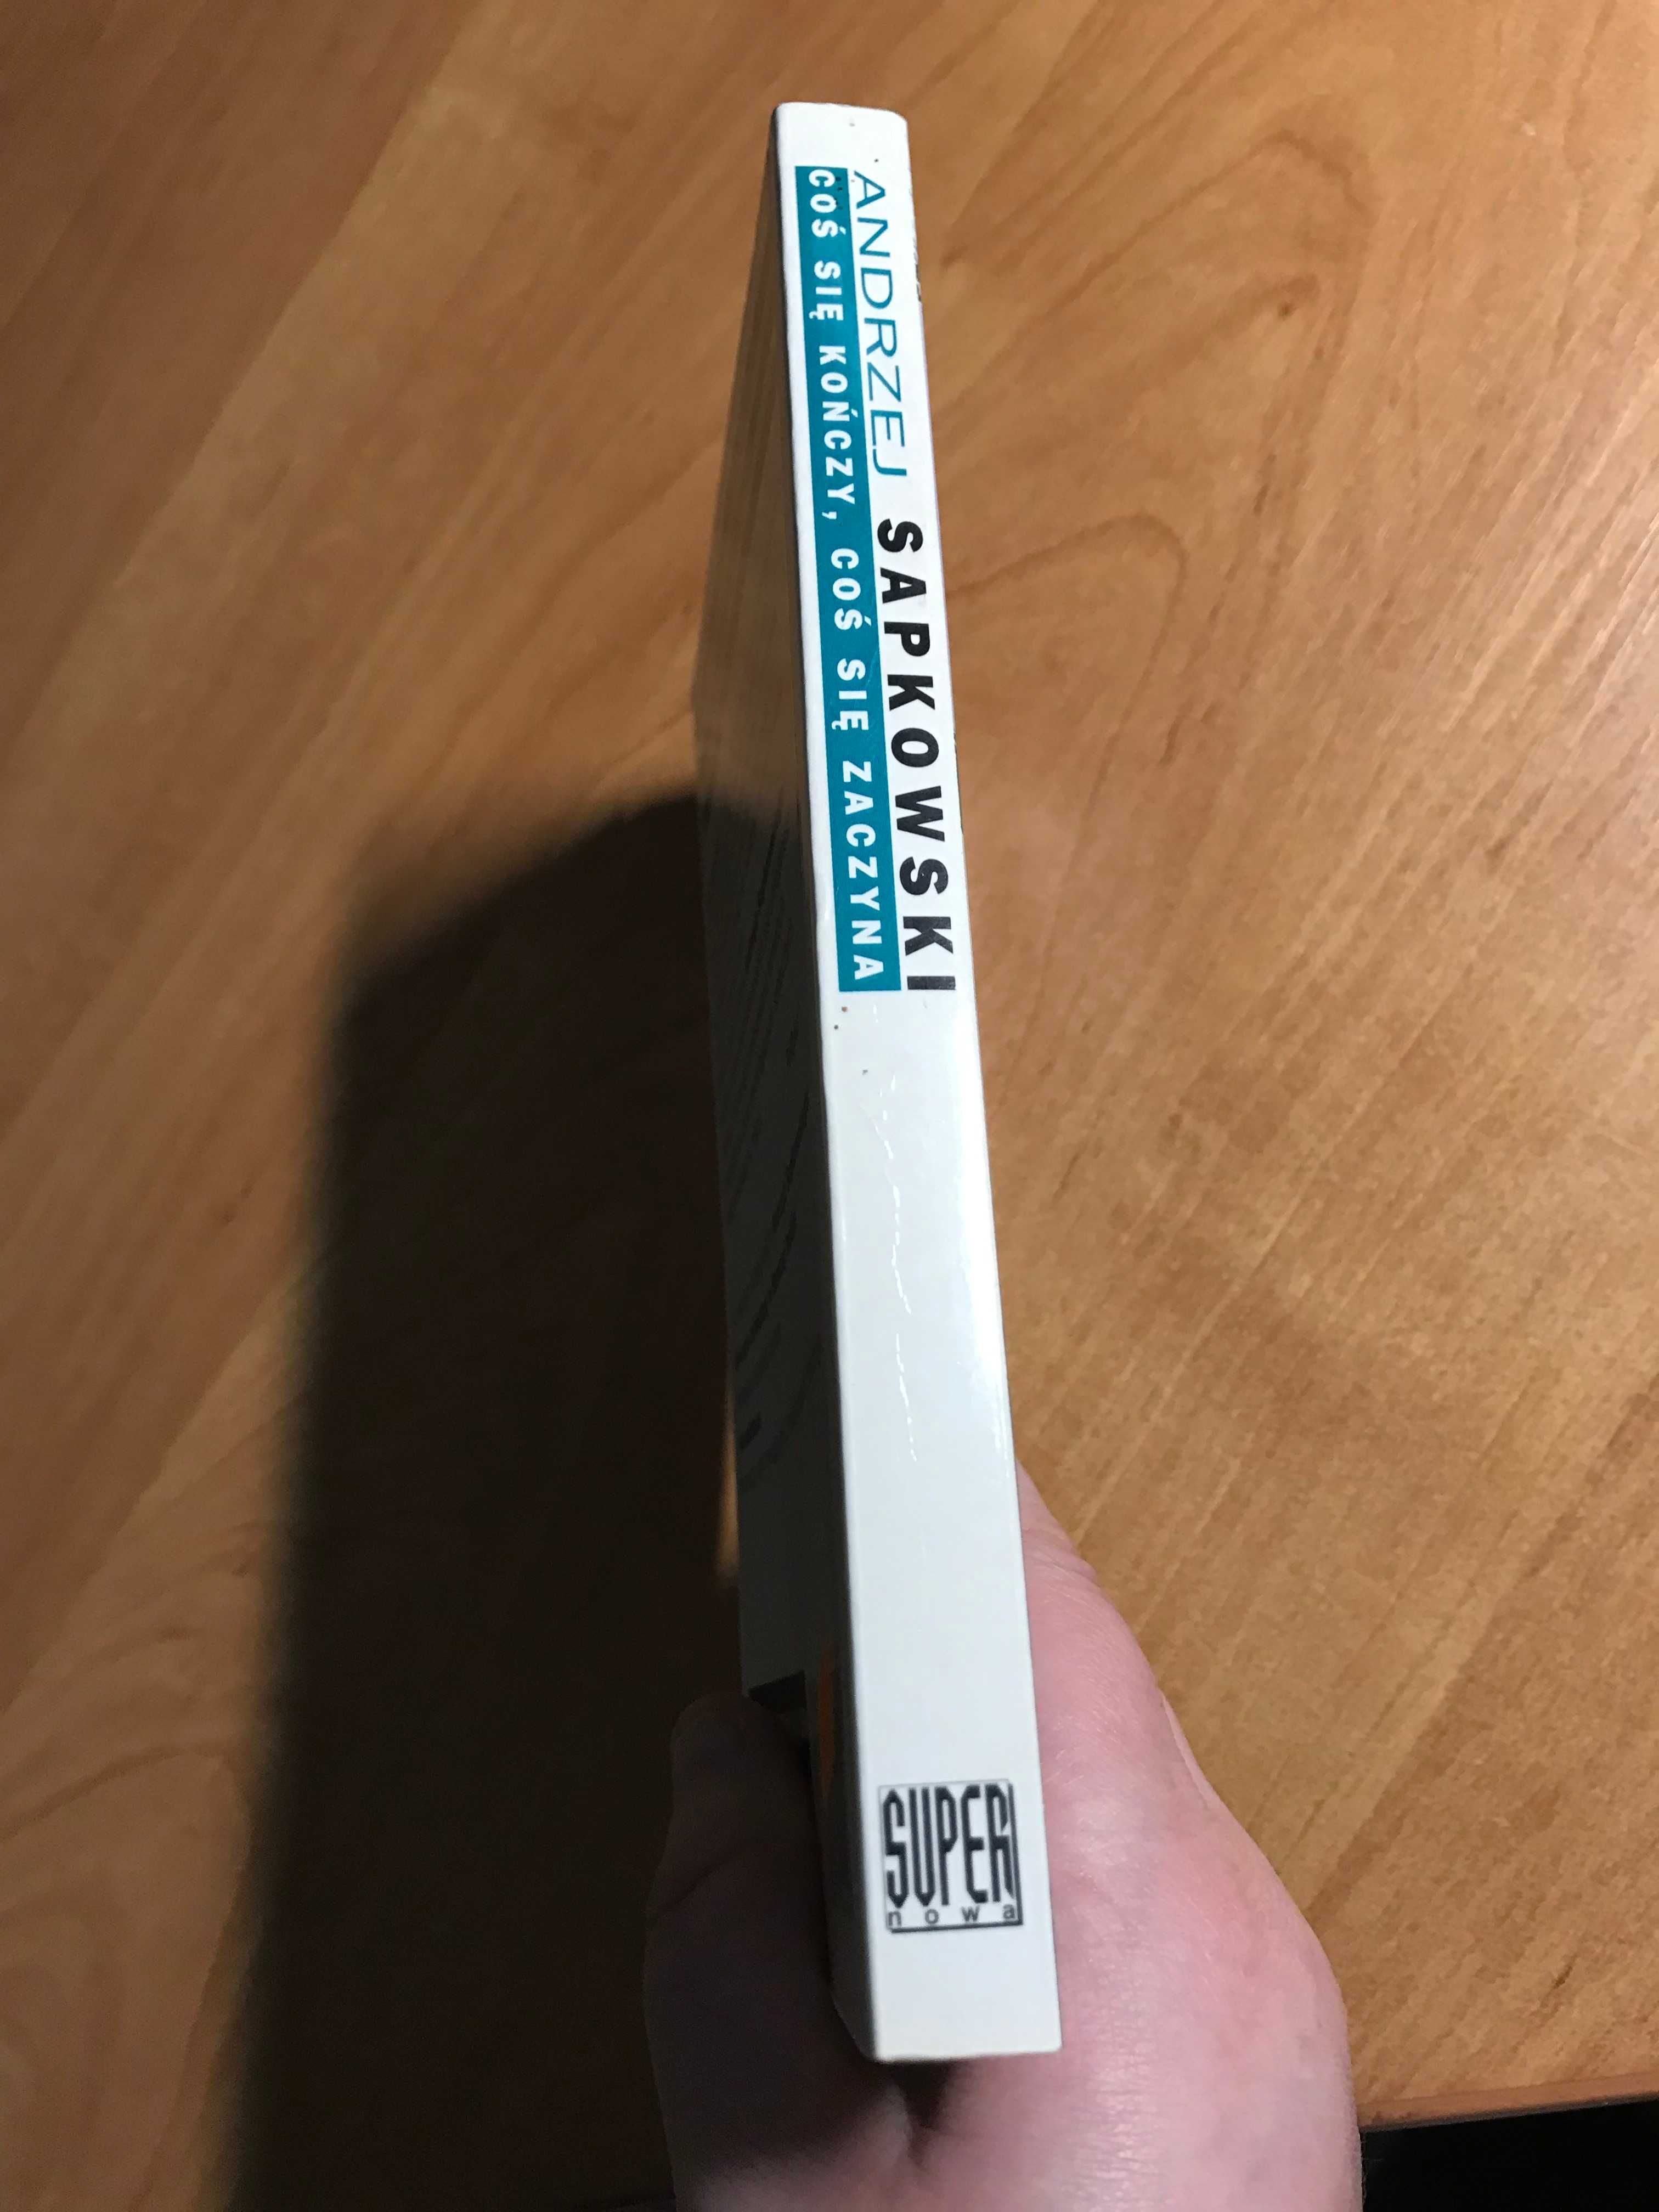 ANDRZEJ SAPKOWSKI
COŚ SIĘ KOŃCZY, COŚ SIĘ ZACZYNA
SUPER
nowa